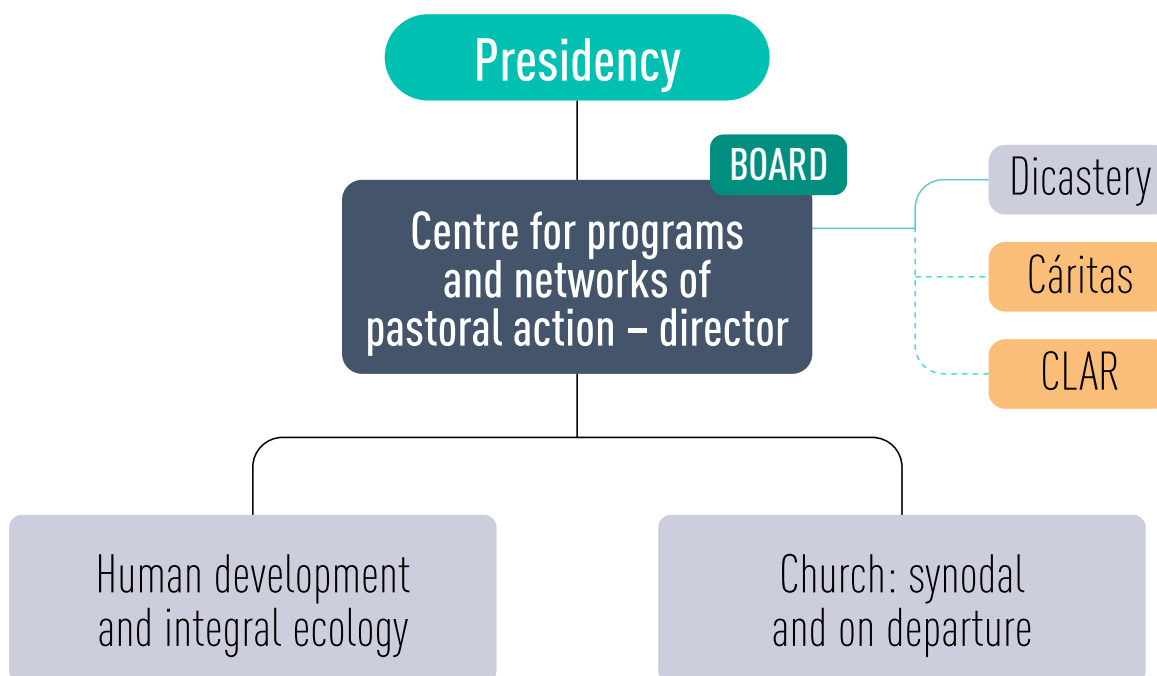 Presidency
BOARD
Centre for programs
and networks of
pastoral action – director
Dicastery
Cáritas
CLAR
Human development
and integral ecology
Church: synodal
and on departure